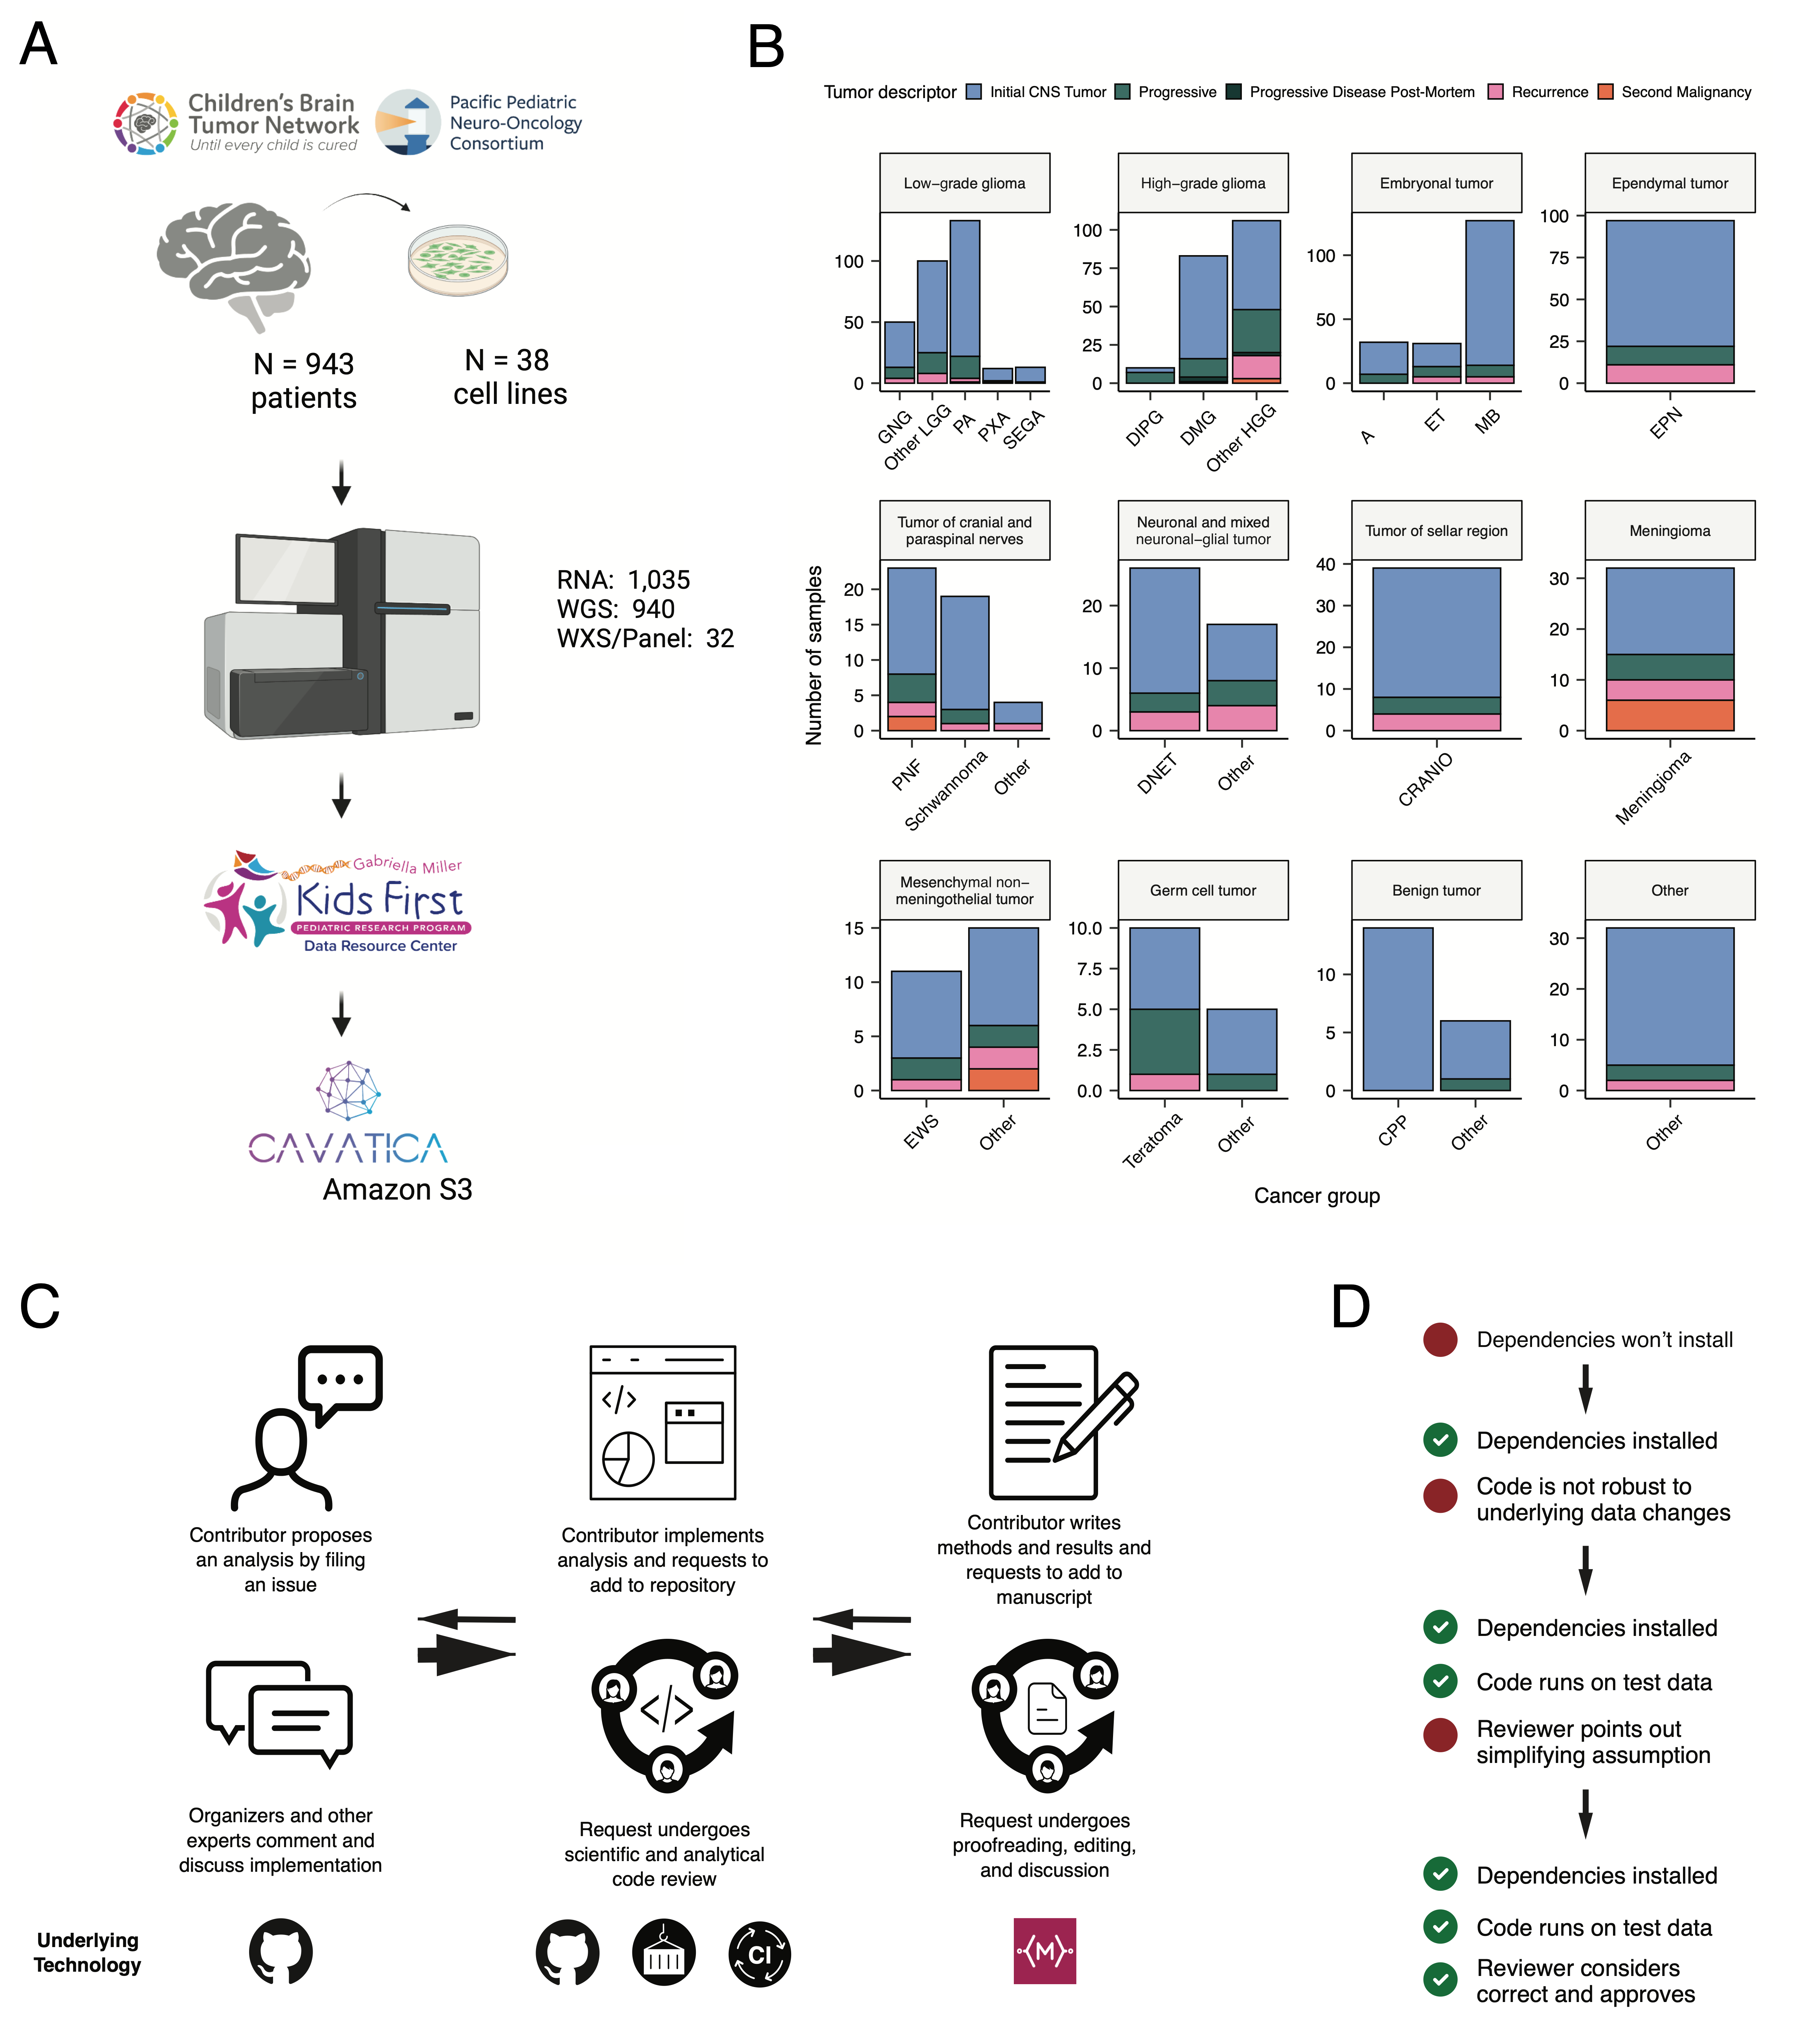 A
Children's Brain
Tumor Network
Until every child is cured
Pacific Pediatric
Neuro-Oncology
Consortium
N = 943
patients
N = 38
cell lines
RNA: 1,035
WGS: 940
WXS/Panel: 32
Gabriella Miller
Kids First
PEDIATRIC RESEARCH PROGRAM
Data Resource Center
CAVATICA
Amazon S3
B
Tumor descriptor
Initial CNS Tumor
Progressive
Progressive Disease Post-Mortem
Recurrence
Second Malignancy
Number of samples
Low–grade glioma
100
50
0
GNG
Other LGG
PA
PXA
SEGA
High–grade glioma
100
75
50
25
0
DIPG
DMG
Other HGG
Embryonal tumor
100
50
0
A
ET
MB
Ependymal tumor
100
75
50
25
0
EPN
Tumor of cranial and
paraspinal nerves
20
15
10
5
0
PNF
Schwannoma
Other
Neuronal and mixed
neuronal–glial tumor
20
10
0
DNET
Other
Tumor of sellar region
40
30
20
10
0
CRANIO
Meningioma
30
20
10
0
Meningioma
Mesenchymal non–
meningothelial tumor
15
10
5
0
EWS
Other
Germ cell tumor
10.0
7.5
5.0
2.5
0.0
Teratoma
Other
Benign tumor
10
5
0
CPP
Other
Other
30
20
10
0
Other
Cancer group
C
Contributor proposes
an analysis by filing
an issue
Contributor implements
analysis and requests to
add to repository
Contributor writes
methods and results and
requests to add to
manuscript
Organizers and other
experts comment and
discuss implementation
Request undergoes
scientific and analytical
code review
Request undergoes
proofreading, editing,
and discussion
Underlying
Technology
CI
M
D
Dependencies won't install
Dependencies installed
Code is not robust to
underlying data changes
Dependencies installed
Code runs on test data
Reviewer points out
simplifying assumption
Dependencies installed
Code runs on test data
Reviewer considers
correct and approves